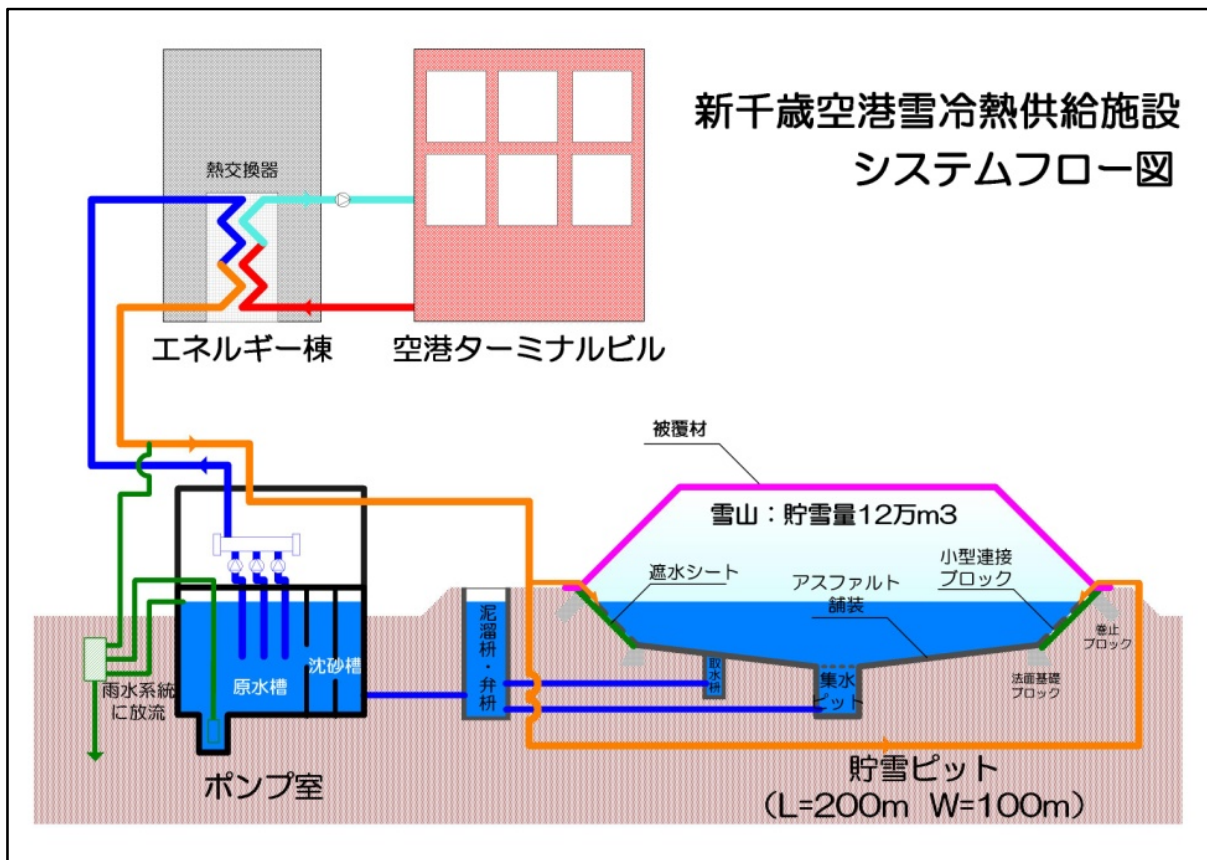 新千歳空港雪冷熱供給施設
システムフロー図
熱交換器
エネルギー棟
空港ターミナルビル
被覆材
雪山：貯雪量12万m3
遮水シート
アスファルト
舗装
小型連接
ブロック
巻止
ブロック
法面基礎
ブロック
取水枡
集水
ピット
泥溜枡・弁枡
沈砂槽
原水槽
雨水系統
に放流
ポンプ室
貯雪ピット
（L=200m W=100m）